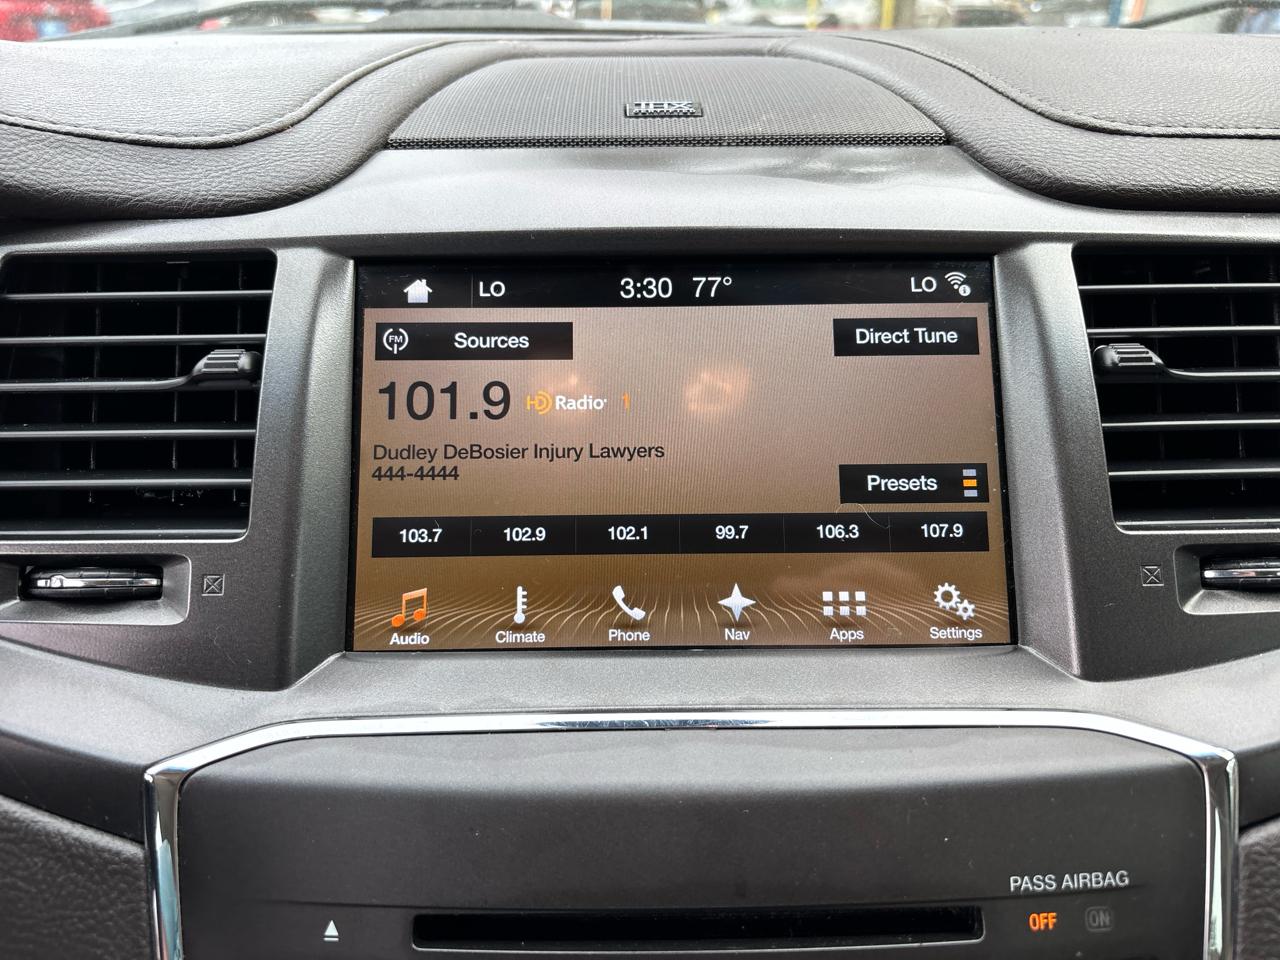 THX
LO 3:30 77° LO
FM Sources Direct Tune
101.9 HD Radio 1
Dudley DeBosier Injury Lawyers
444-4444
Presets
103.7 102.9 102.1 99.7 106.3 107.9
Audio Climate Phone Nav Apps Settings
PASS AIRBAG
OFF ON